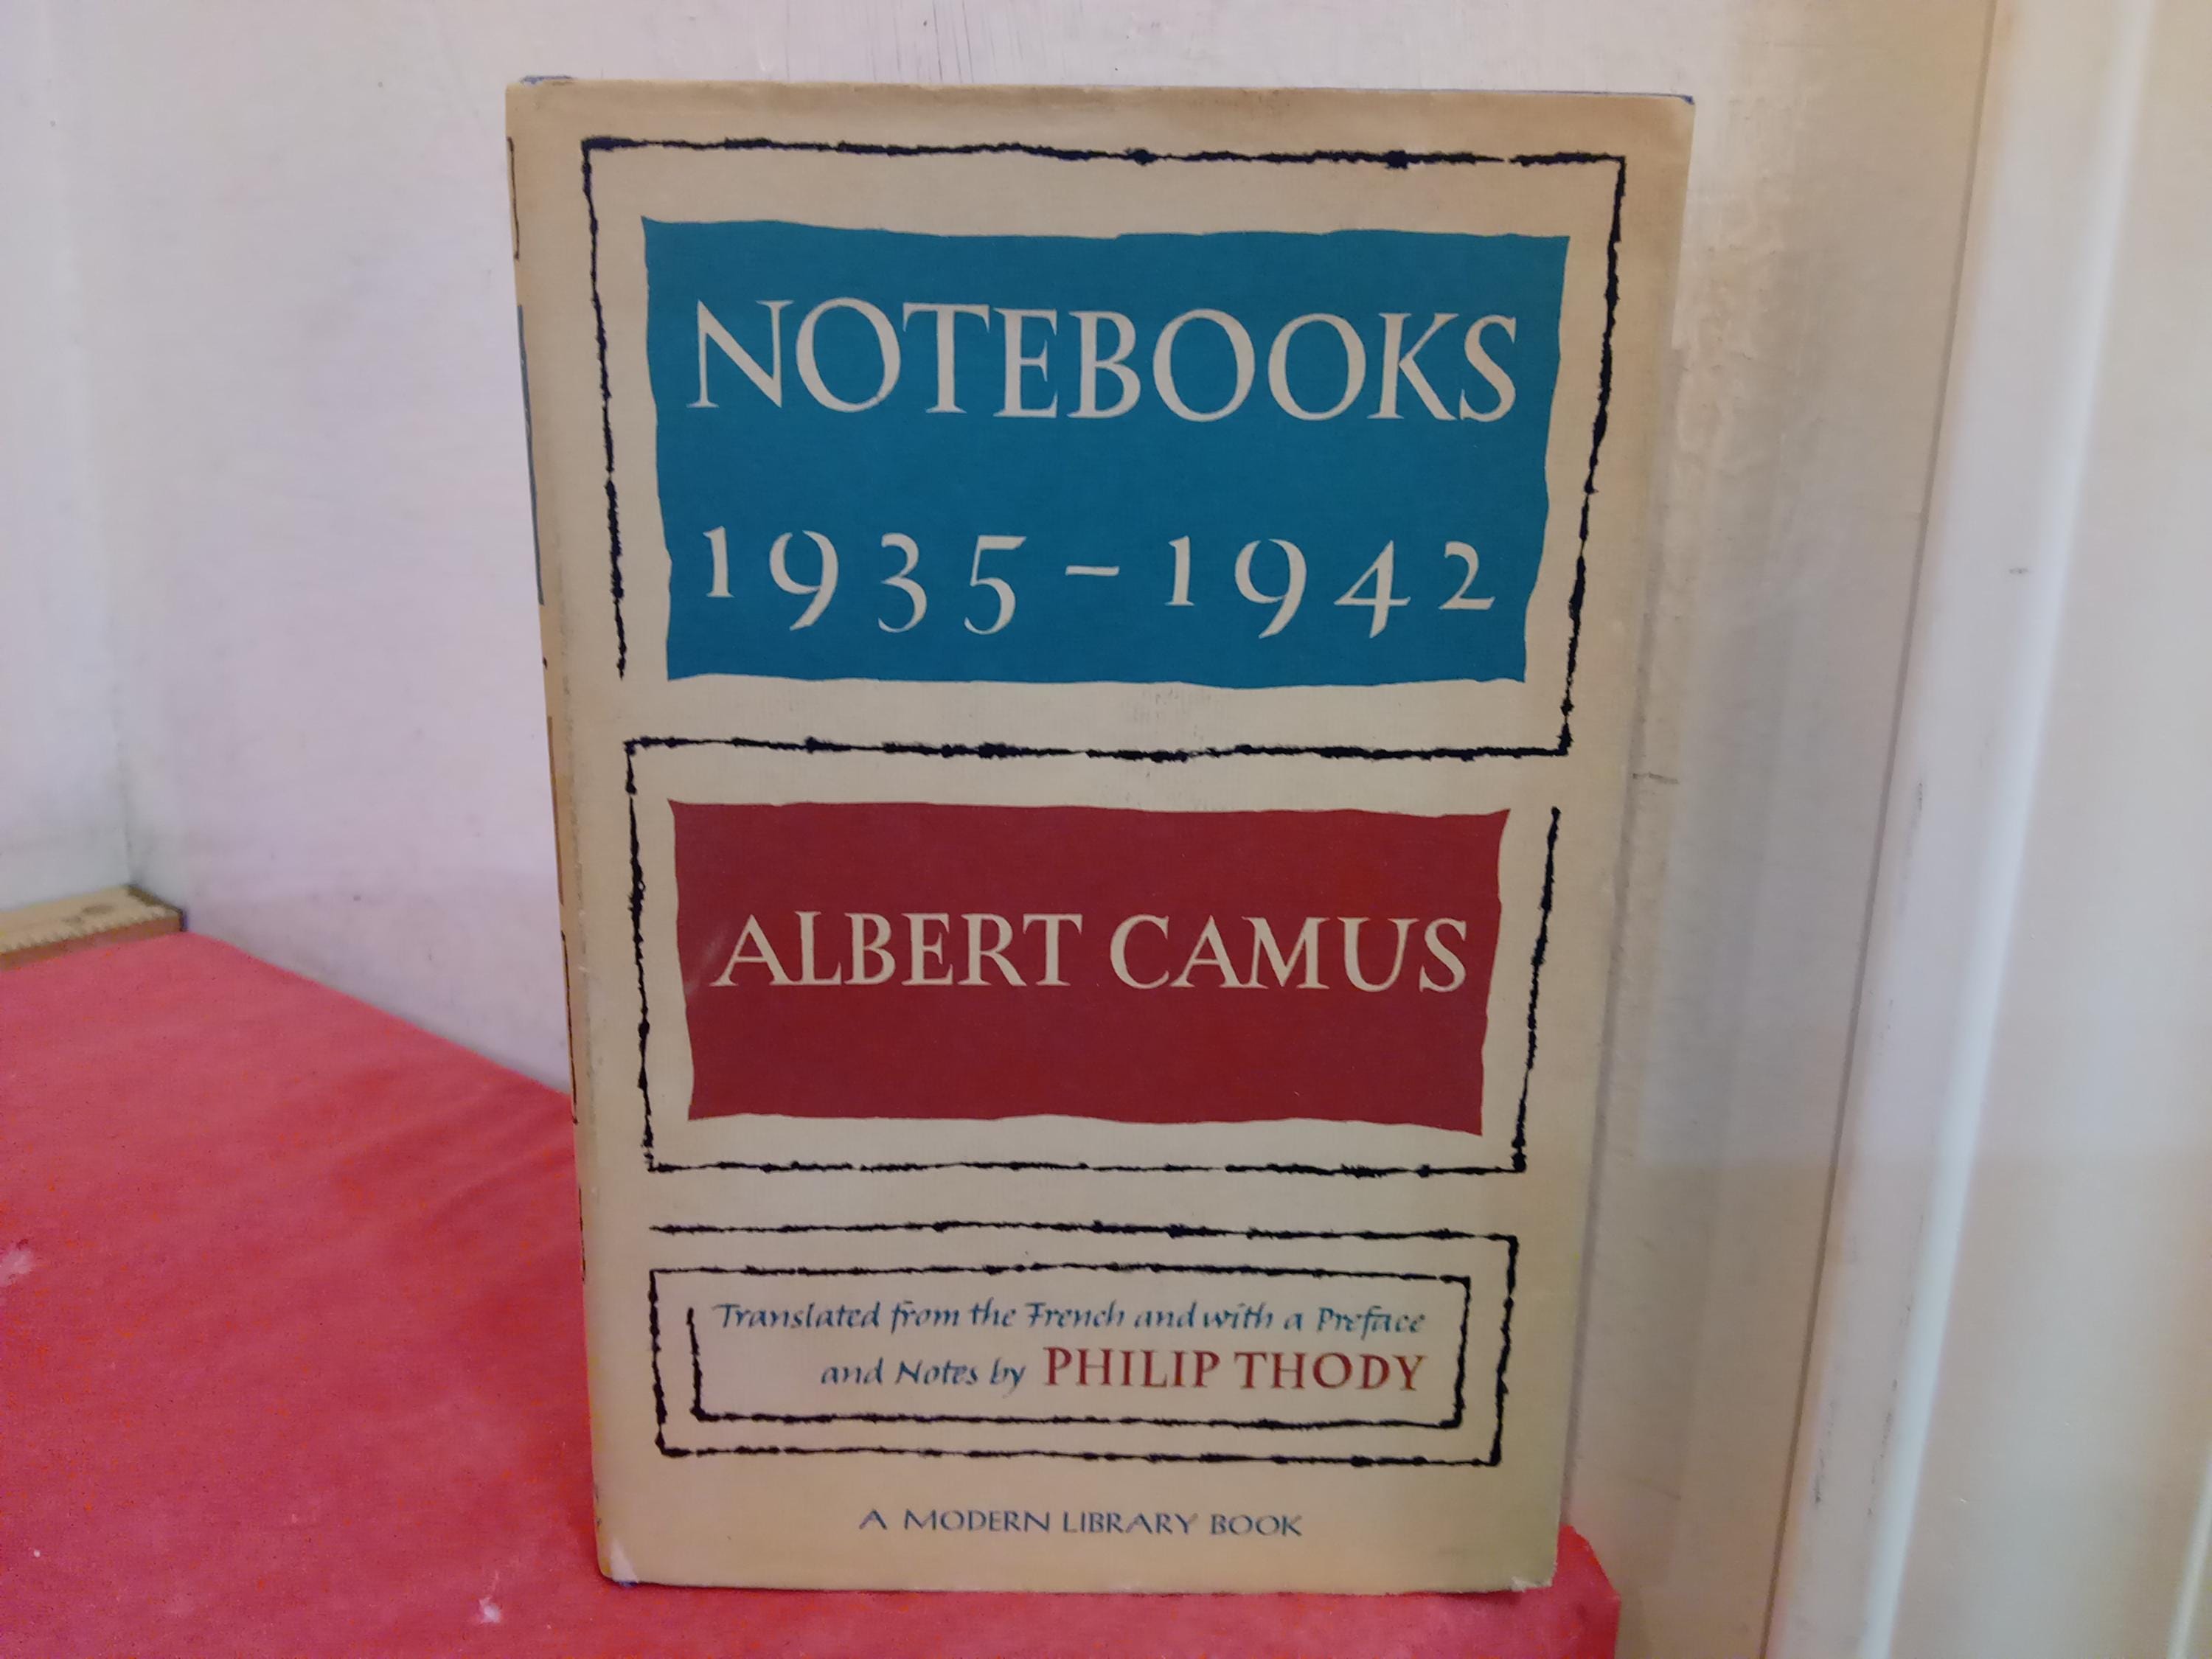 NOTEBOOKS
1935-1942
ALBERT CAMUS
Translated from the French and with a Preface
and Notes by PHILIP THODY
A MODERN LIBRARY BOOK